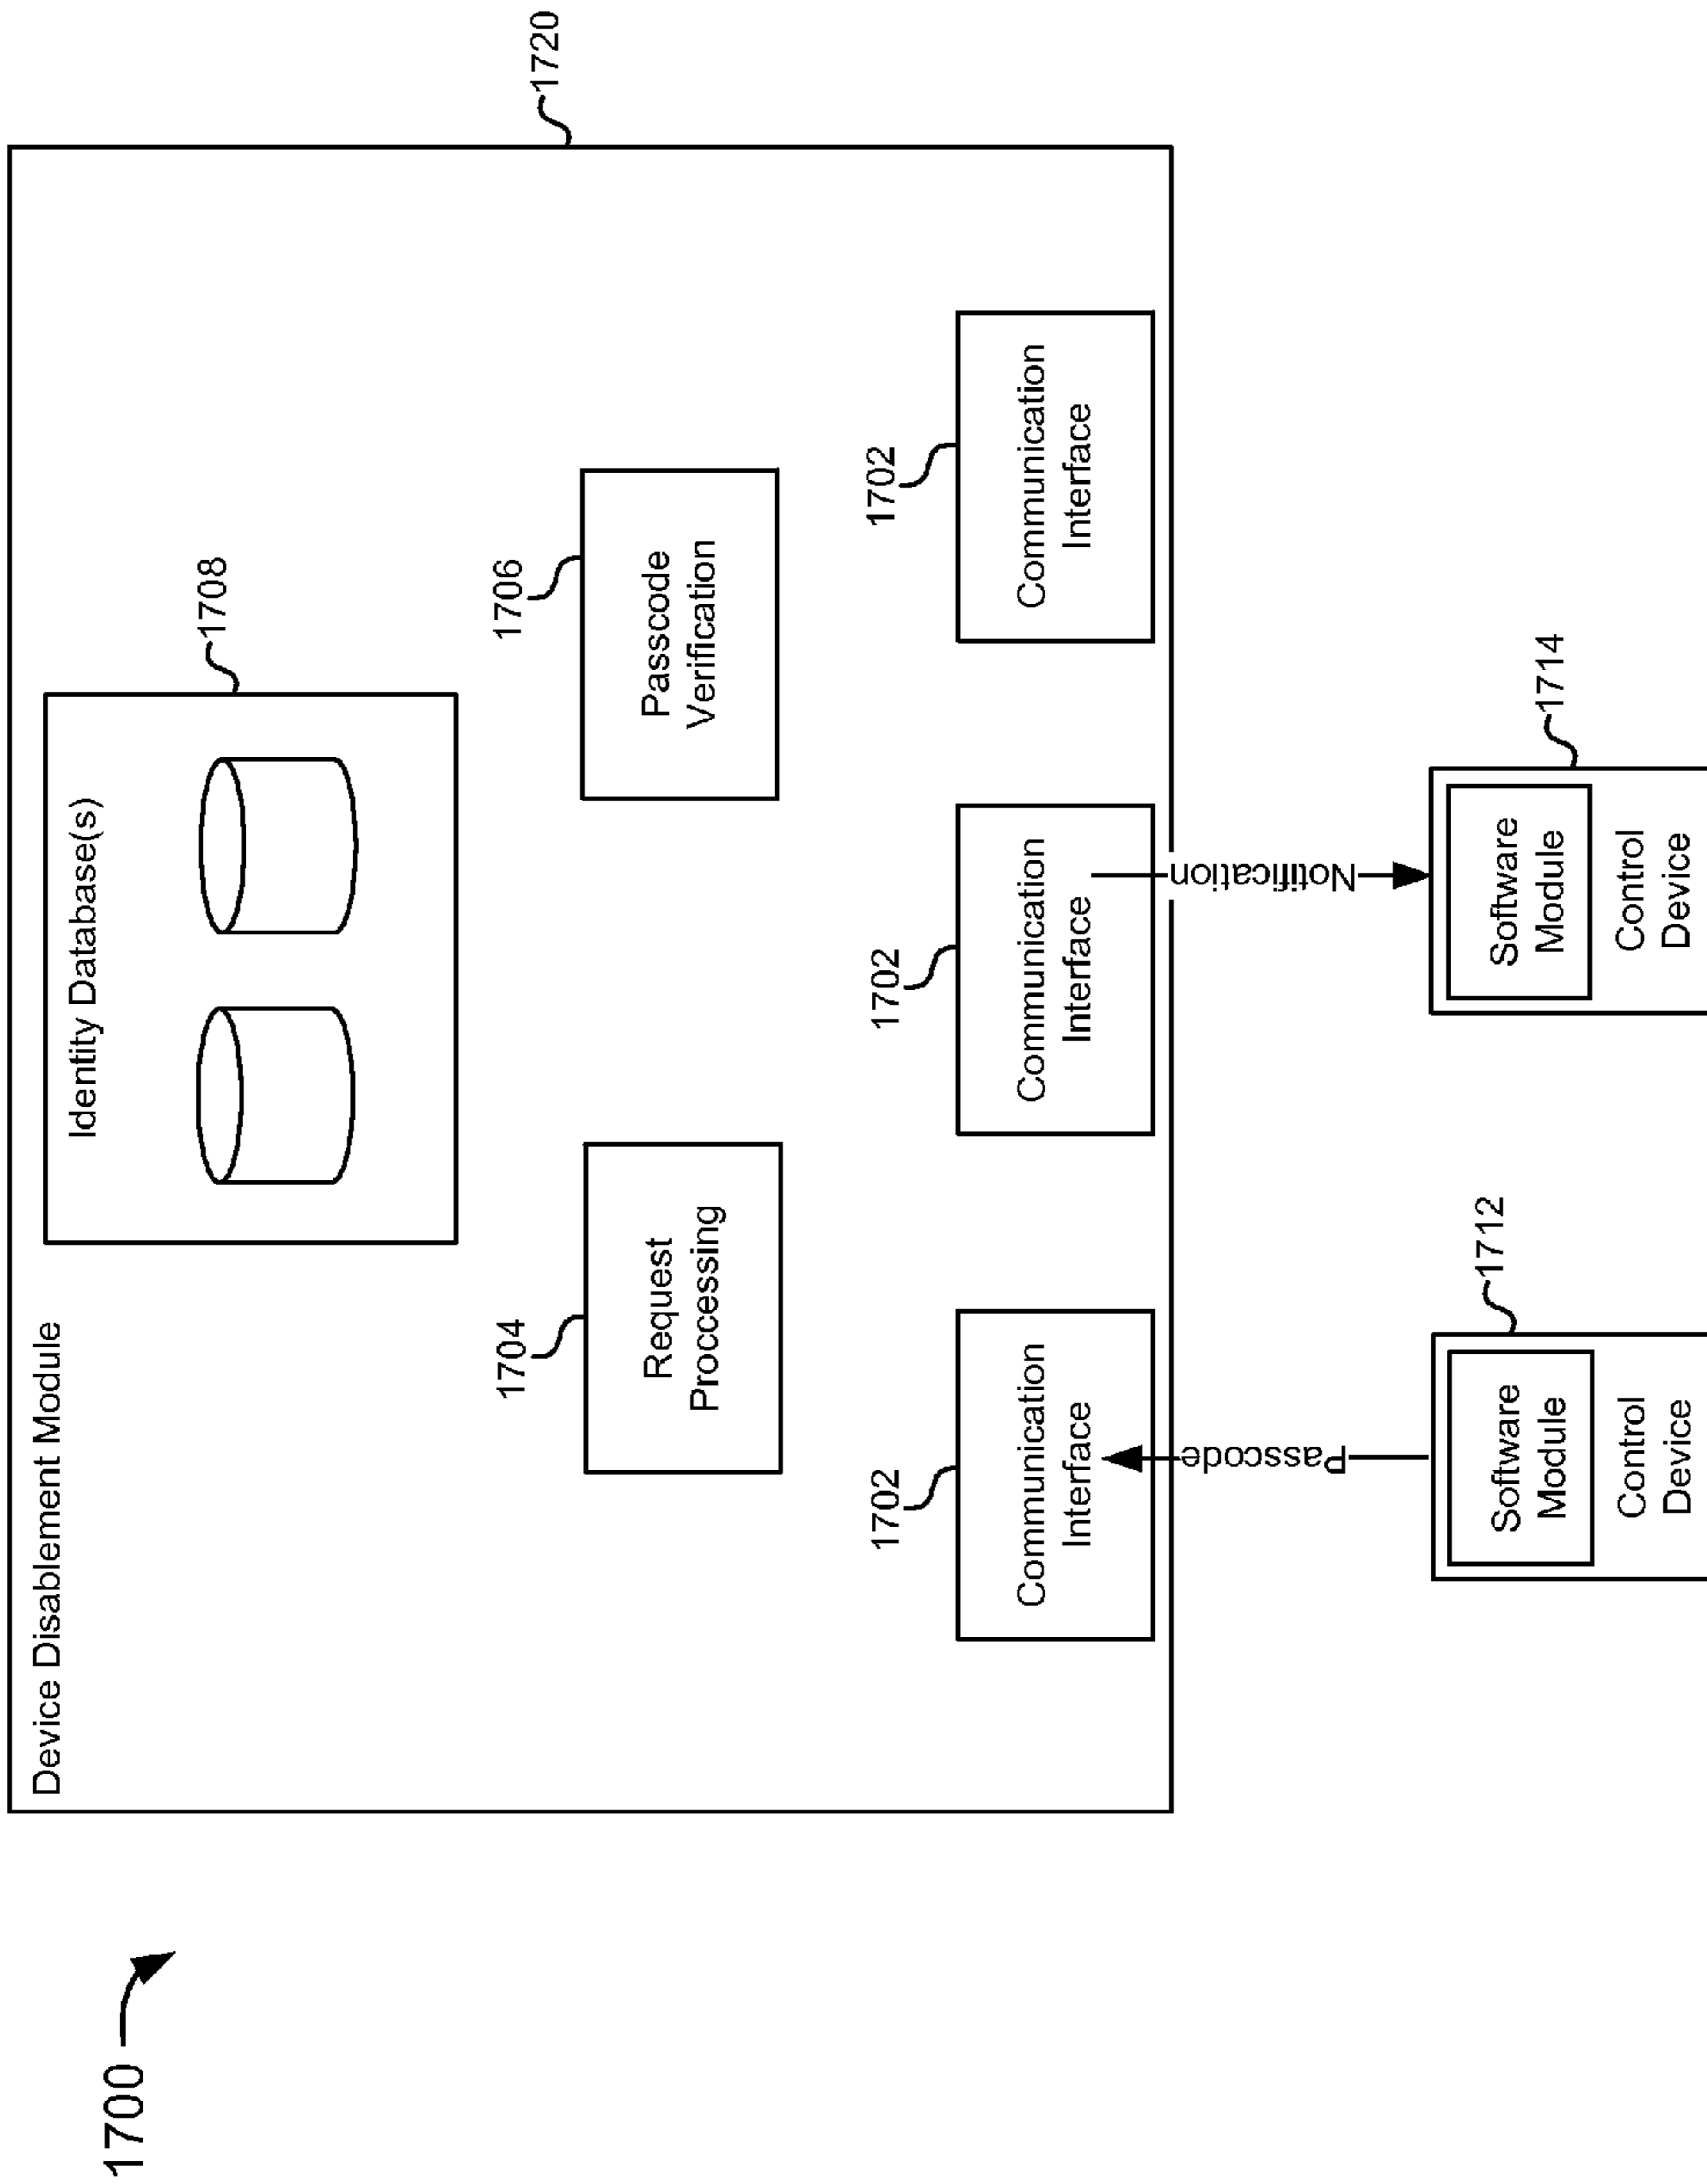 1700
Device Disablement Module
1720
Identity Database(s)
1708
1704
Request
Proccessing
1706
Passcode
Verification
1702
Communication
Interface
1702
Communication
Interface
1702
Communication
Interface
Passcode
Notification
1712
Software
Module
Control
Device
1714
Software
Module
Control
Device